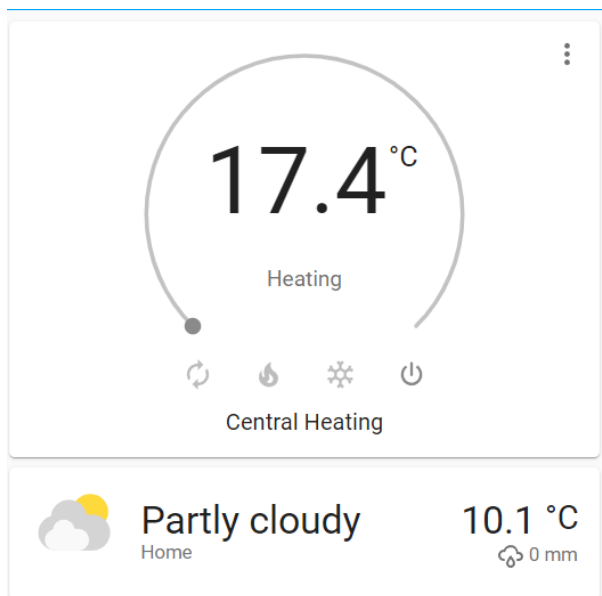 17.4 °C
Heating
Central Heating
Partly cloudy
Home
10.1 °C
0 mm